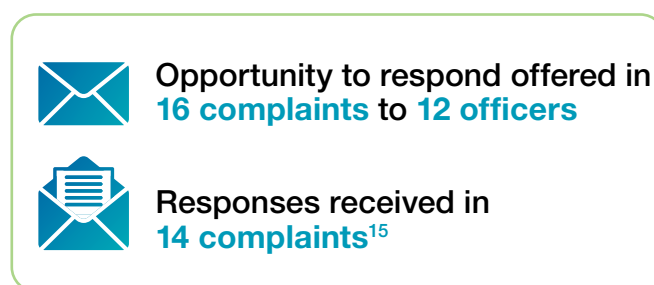 Opportunity to respond offered in
16 complaints to 12 officers
Responses received in
14 complaints15